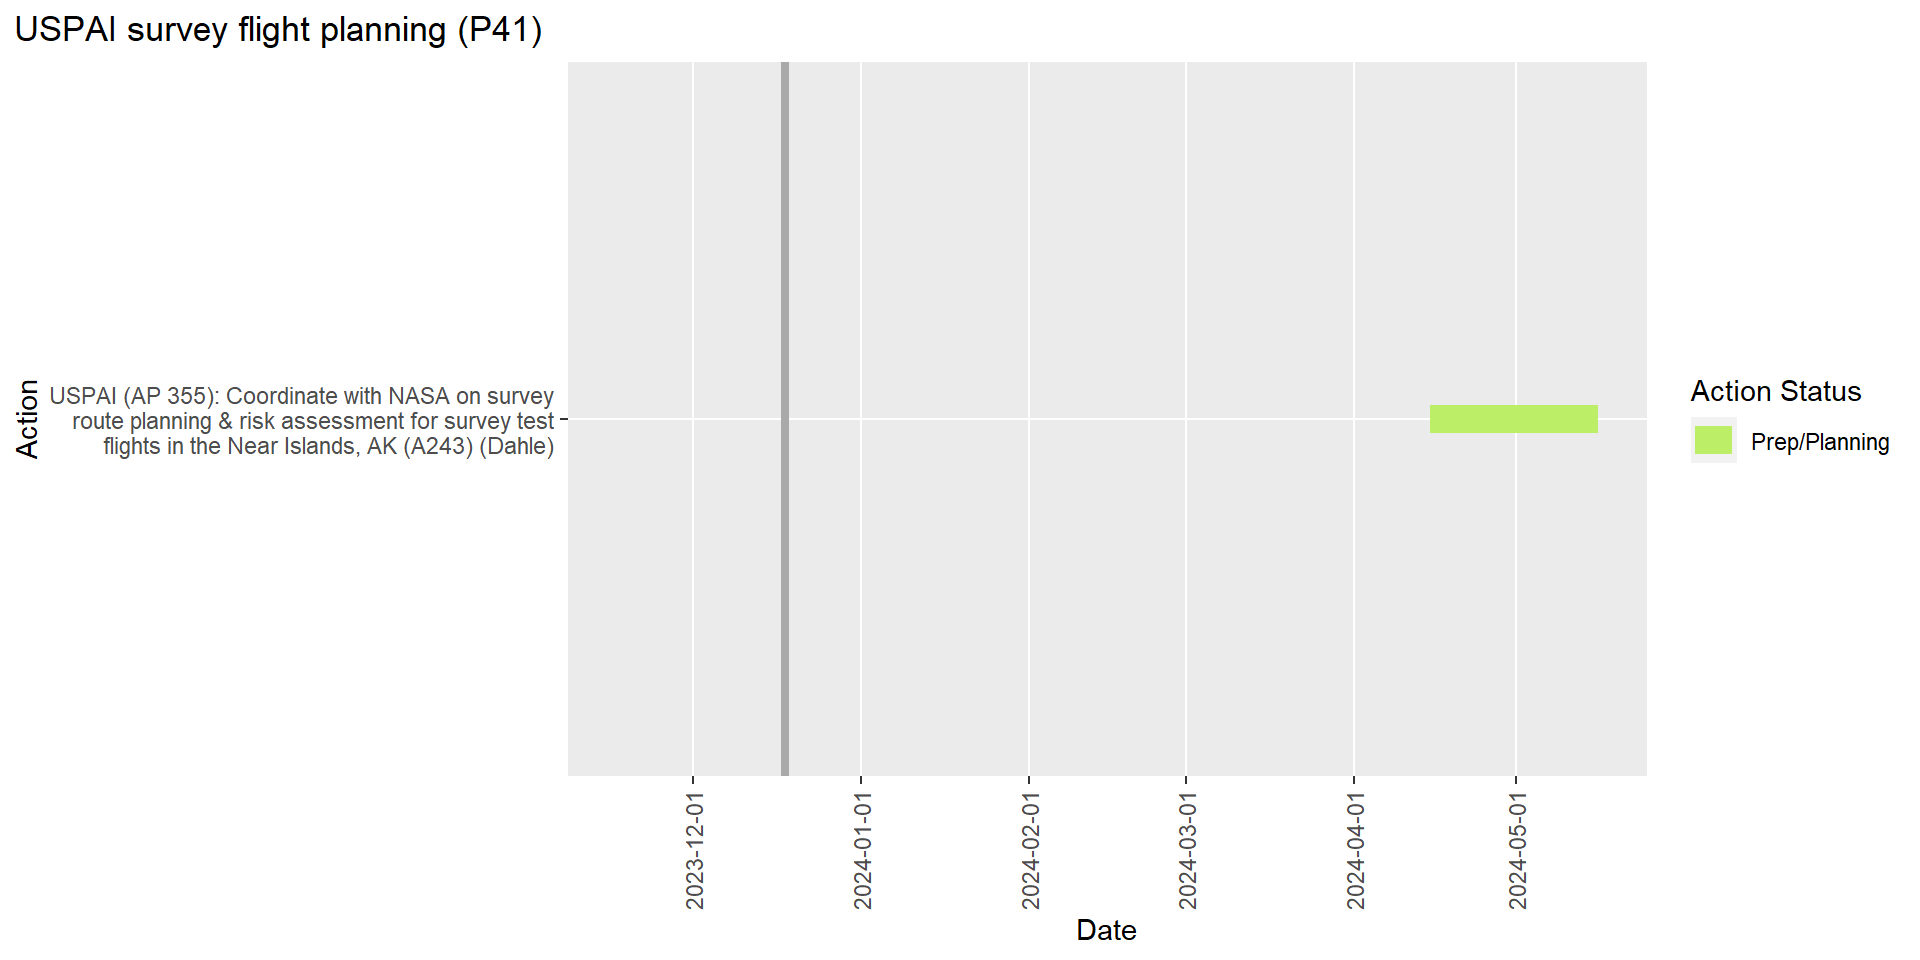 USPAI survey flight planning (P41)
Action
USPAI (AP 355): Coordinate with NASA on survey
route planning & risk assessment for survey test
flights in the Near Islands, AK (A243) (Dahle)
Action Status
Prep/Planning
2023-12-01
2024-01-01
2024-02-01
2024-03-01
2024-04-01
2024-05-01
Date